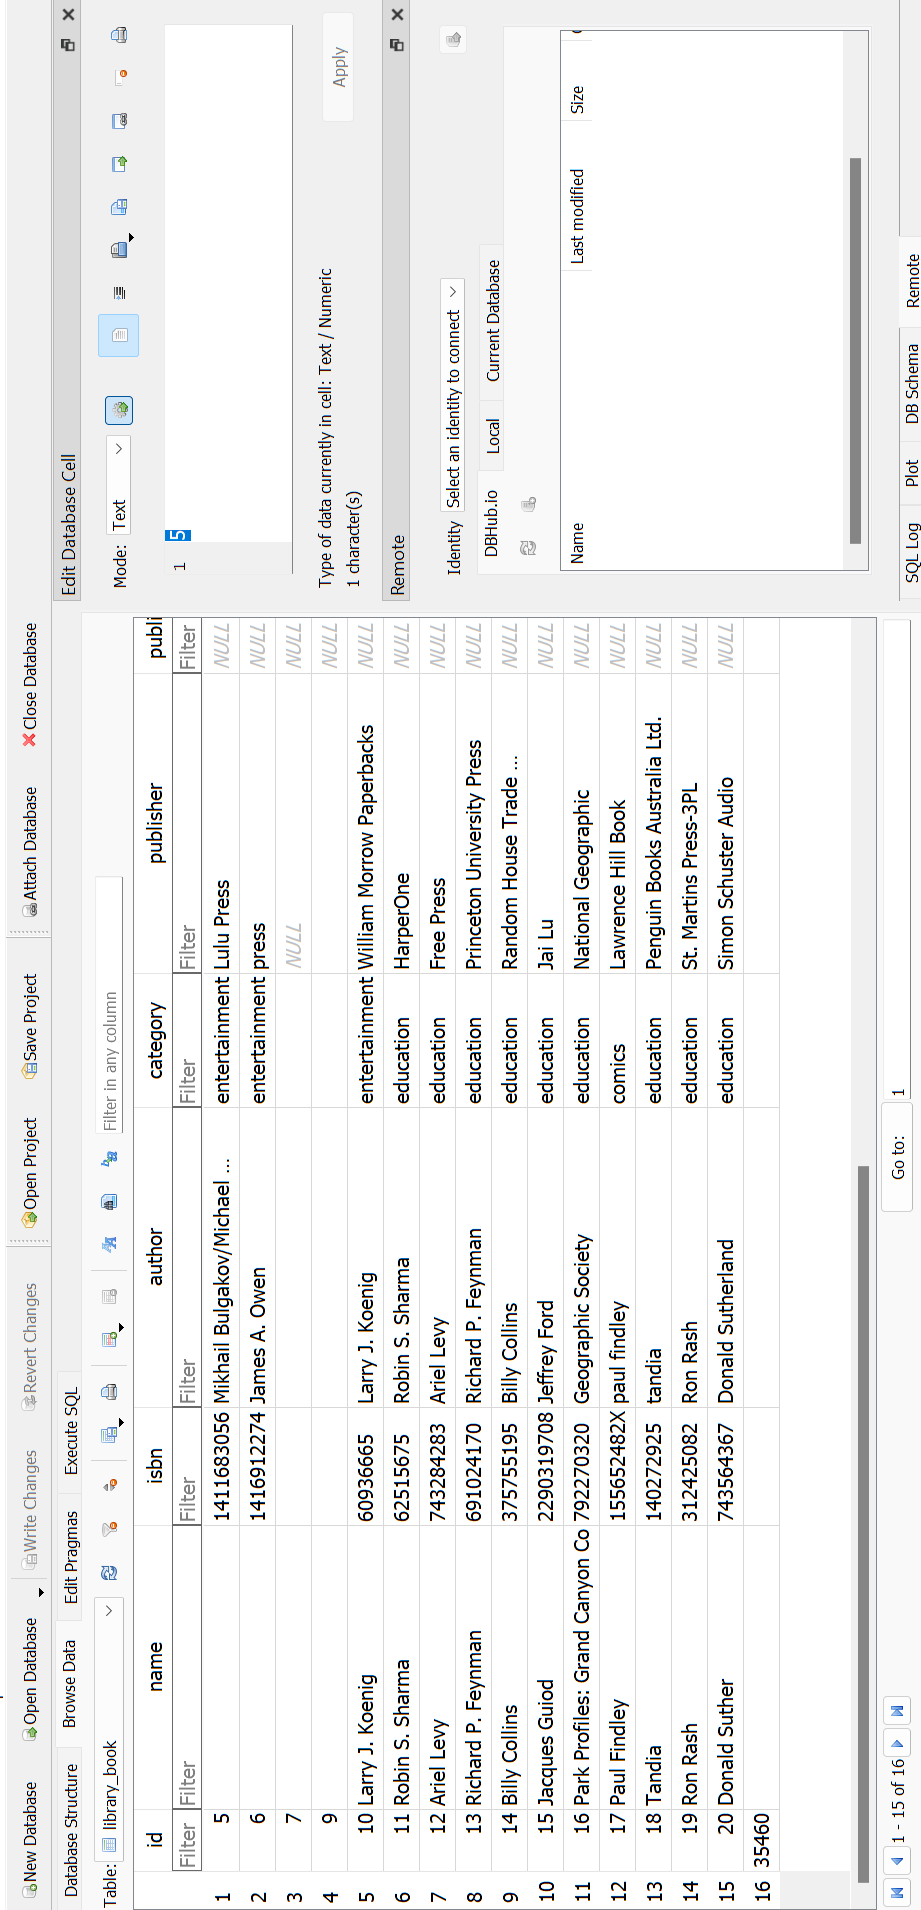 New Database Open Database Write Changes Revert Changes Open Project Save Project Attach Database Close Database
Database Structure Browse Data Edit Pragmas Execute SQL
Table: library_book Filter in any column
id name isbn author category publisher publi
Filter Filter Filter Filter Filter Filter Filter
1 5 1411683056 Mikhail Bulgakov/Michael ... entertainment Lulu Press NULL
2 6 1416912274 James A. Owen entertainment press NULL
3 7 NULL NULL
4 9 NULL
5 10 Larry J. Koenig 60936665 Larry J. Koenig entertainment William Morrow Paperbacks NULL
6 11 Robin S. Sharma 62515675 Robin S. Sharma education HarperOne NULL
7 12 Ariel Levy 743284283 Ariel Levy education Free Press NULL
8 13 Richard P. Feynman 691024170 Richard P. Feynman education Princeton University Press NULL
9 14 Billy Collins 375755195 Billy Collins education Random House Trade ... NULL
10 15 Jacques Guiod 2290319708 Jeffrey Ford education Jai Lu NULL
11 16 Park Profiles: Grand Canyon Co 792270320 Geographic Society education National Geographic NULL
12 17 Paul Findley 155652482X paul findley comics Lawrence Hill Book NULL
13 18 Tandia 140272925 tandia education Penguin Books Australia Ltd. NULL
14 19 Ron Rash 312425082 Ron Rash education St. Martins Press-3PL NULL
15 20 Donald Suther 743564367 Donald Sutherland education Simon Schuster Audio NULL
16 35460
1 - 15 of 16 Go to: 1
Edit Database Cell
Mode: Text
1 5
Type of data currently in cell: Text / Numeric
1 character(s)
Apply
Remote
Identity Select an identity to connect
DBHub.io Local Current Database
Name Last modified Size
SQL Log Plot DB Schema Remote